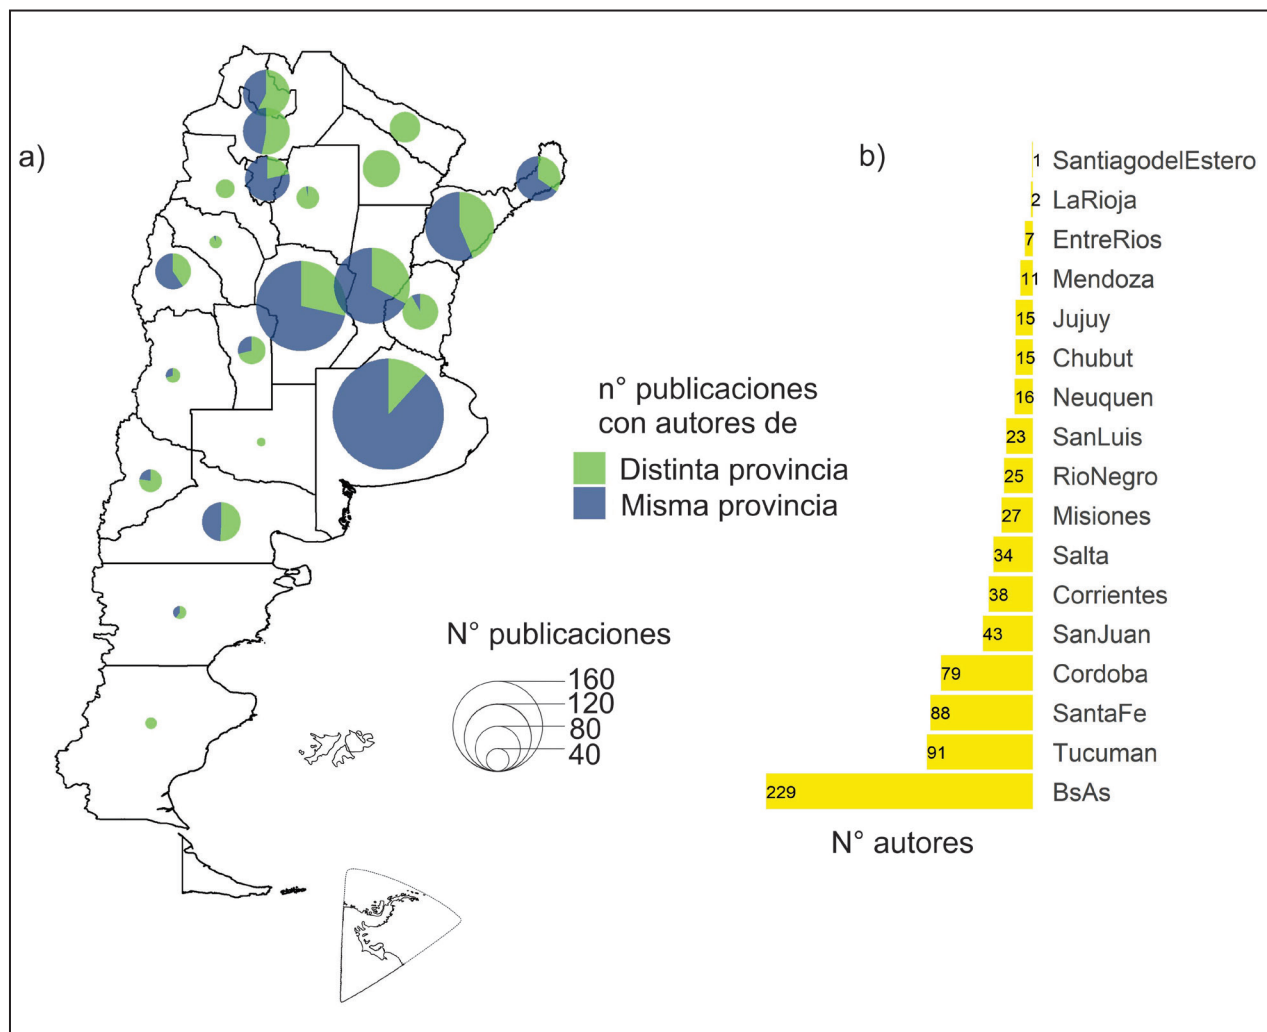 a)
n° publicaciones
con autores de
Distinta provincia
Misma provincia
N° publicaciones
160
120
80
40
b)
1 SantiagodelEstero
2 LaRioja
7 EntreRios
11 Mendoza
15 Jujuy
15 Chubut
16 Neuquen
23 SanLuis
25 RioNegro
27 Misiones
34 Salta
38 Corrientes
43 SanJuan
79 Cordoba
88 SantaFe
91 Tucuman
229 BsAs
N° autores